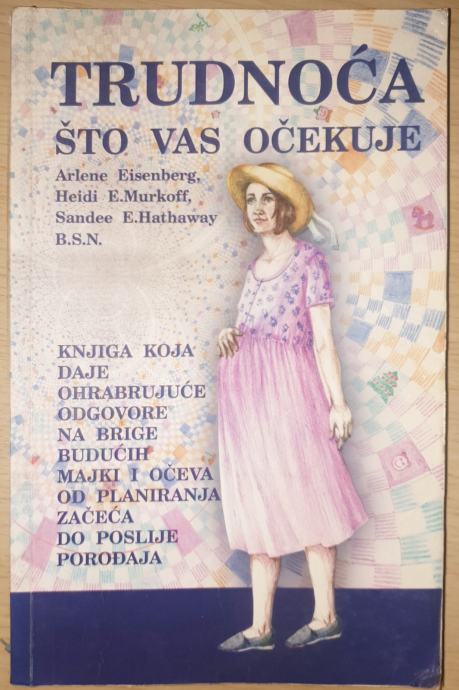 TRUDNOĆA
ŠTO VAS OČEKUJE
Arlene Eisenberg,
Heidi E.Murkoff,
Sandee E.Hathaway
B.S.N.
KNJIGA KOJA
DAJE
OHRABRUJUĆE
ODGOVORE
NA BRIGE
BUDUĆIH
MAJKI I OČEVA
OD PLANIRANJA
ZAČEĆA
DO POSLIJE
POROĐAJA